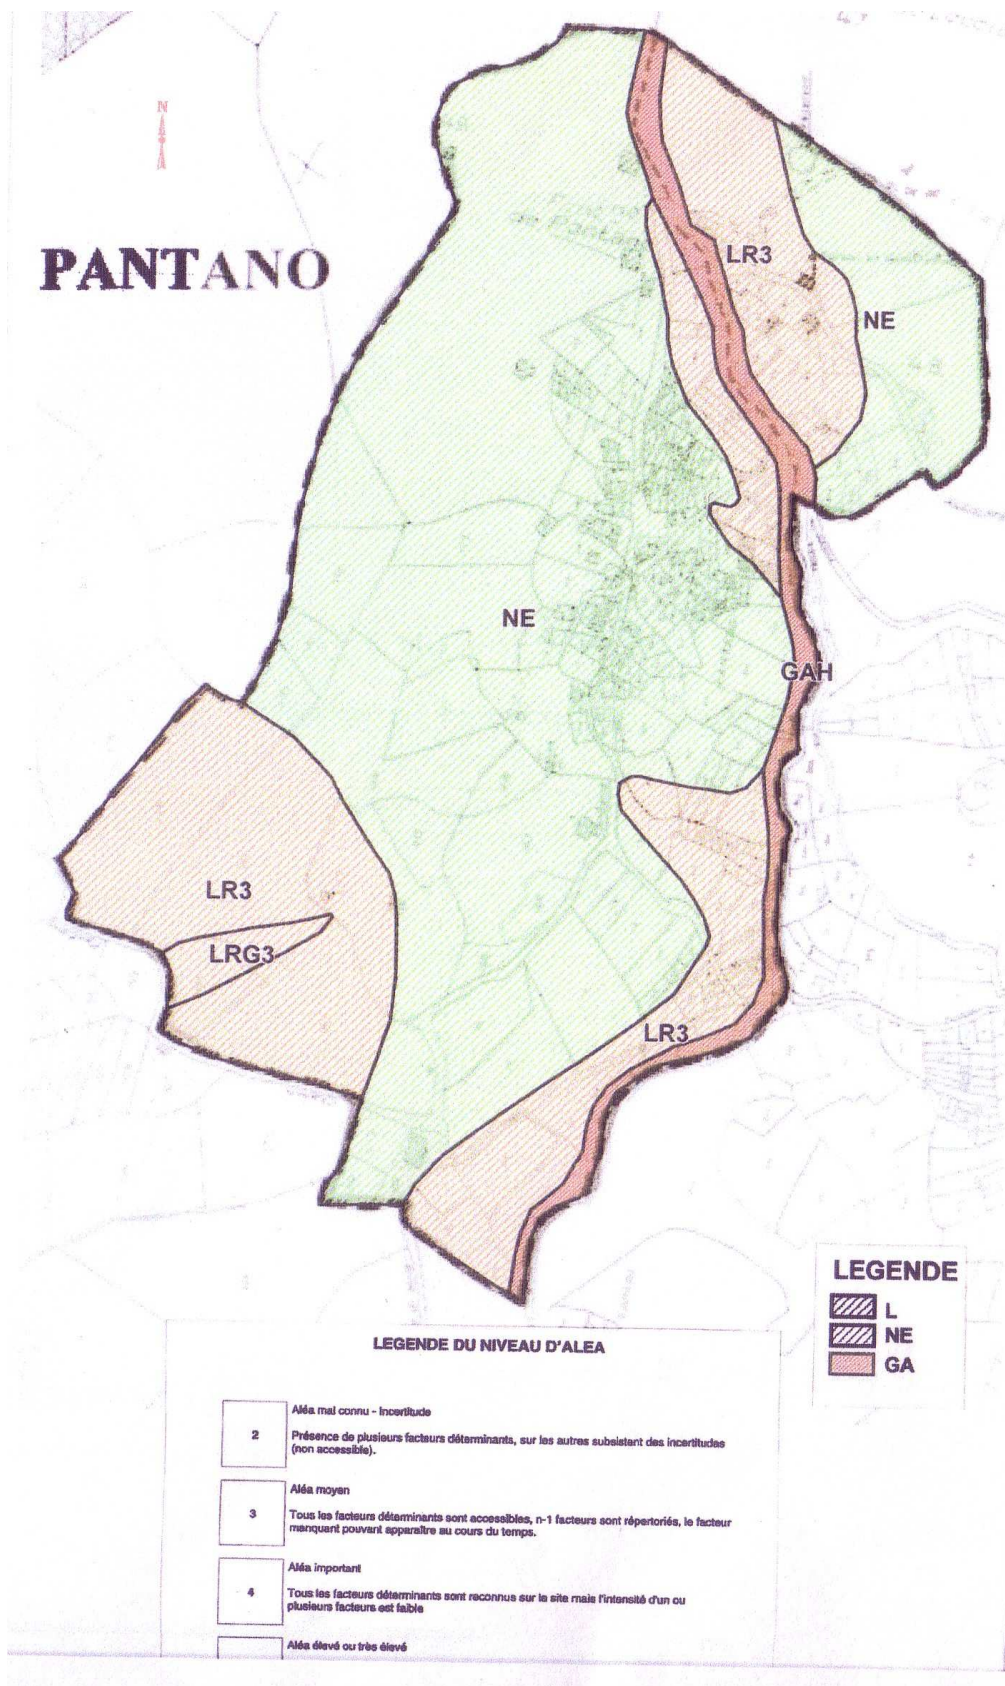 N
PANTANO
LR3
NE
NE
GAH
LR3
LRG3
LR3
LEGENDE
L
NE
GA
LEGENDE DU NIVEAU D'ALEA
2
Aléa mal connu - Incertitude
Présence de plusieurs facteurs déterminants, sur les autres subsistent des incertitudes
(non accessible).
3
Aléa moyen
Tous les facteurs déterminants sont accessibles, n-1 facteurs sont répertoriés, le facteur
manquant pouvant apparaître au cours du temps.
4
Aléa important
Tous les facteurs déterminants sont reconnus sur le site mais l'intensité d'un ou
plusieurs facteurs est faible
Aléa élevé ou très élevé